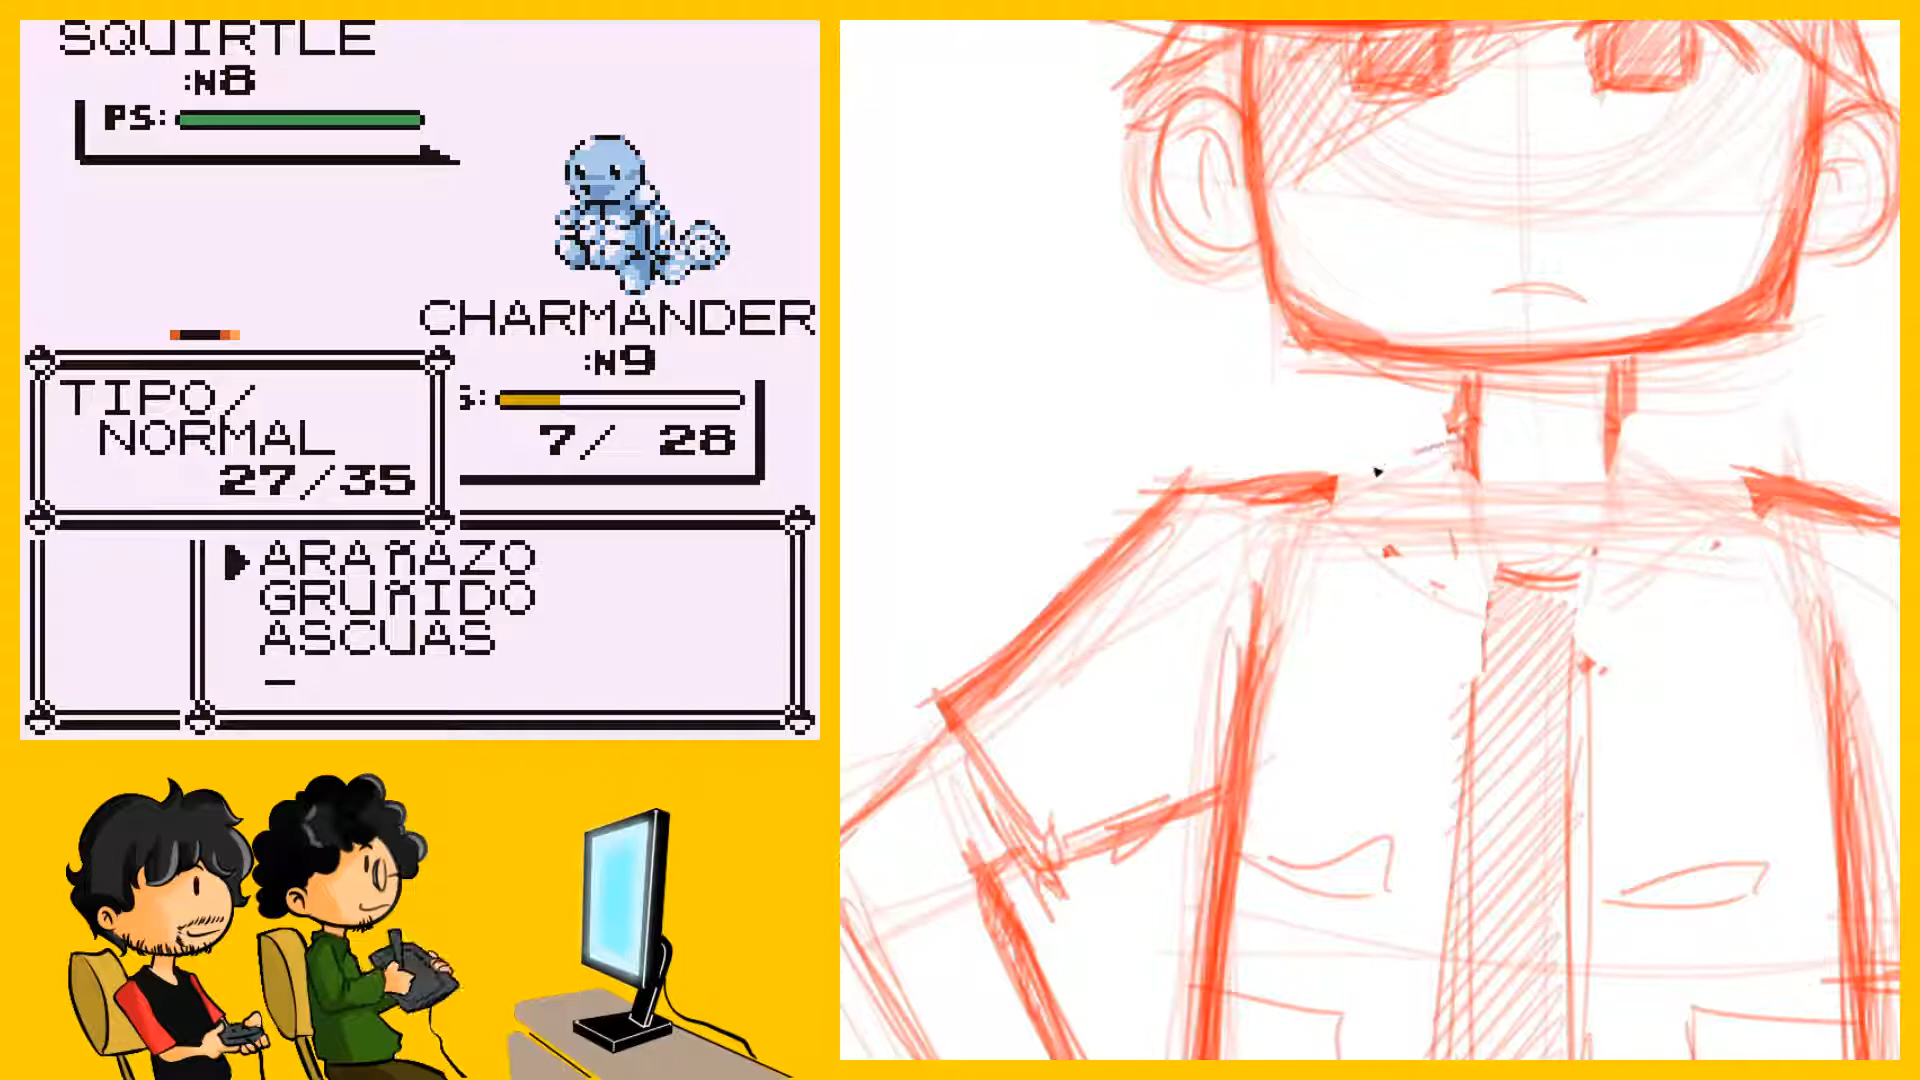 SQUIRTLE
:N8
PS:
CHARMANDER
:N9
S:
7/ 28
TIPO/
NORMAL
27/35
▶ARAÑAZO
GRUÑIDO
ASCUAS
–